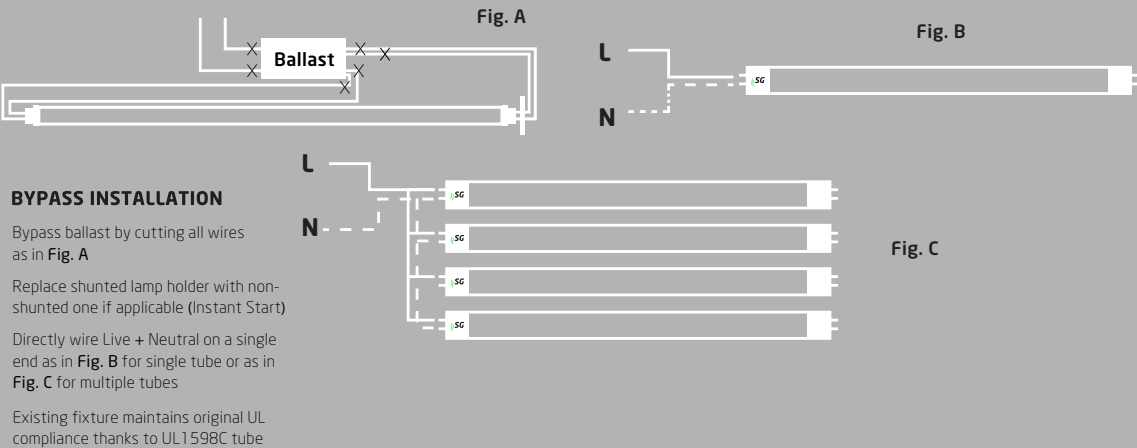 Fig. A
Ballast
Fig. B
L
SG
N
L
N
SG
SG
SG
SG
Fig. C
BYPASS INSTALLATION
Bypass ballast by cutting all wires
as in Fig. A
Replace shunted lamp holder with non-
shunted one if applicable (Instant Start)
Directly wire Live + Neutral on a single
end as in Fig. B for single tube or as in
Fig. C for multiple tubes
Existing fixture maintains original UL
compliance thanks to UL1598C tube